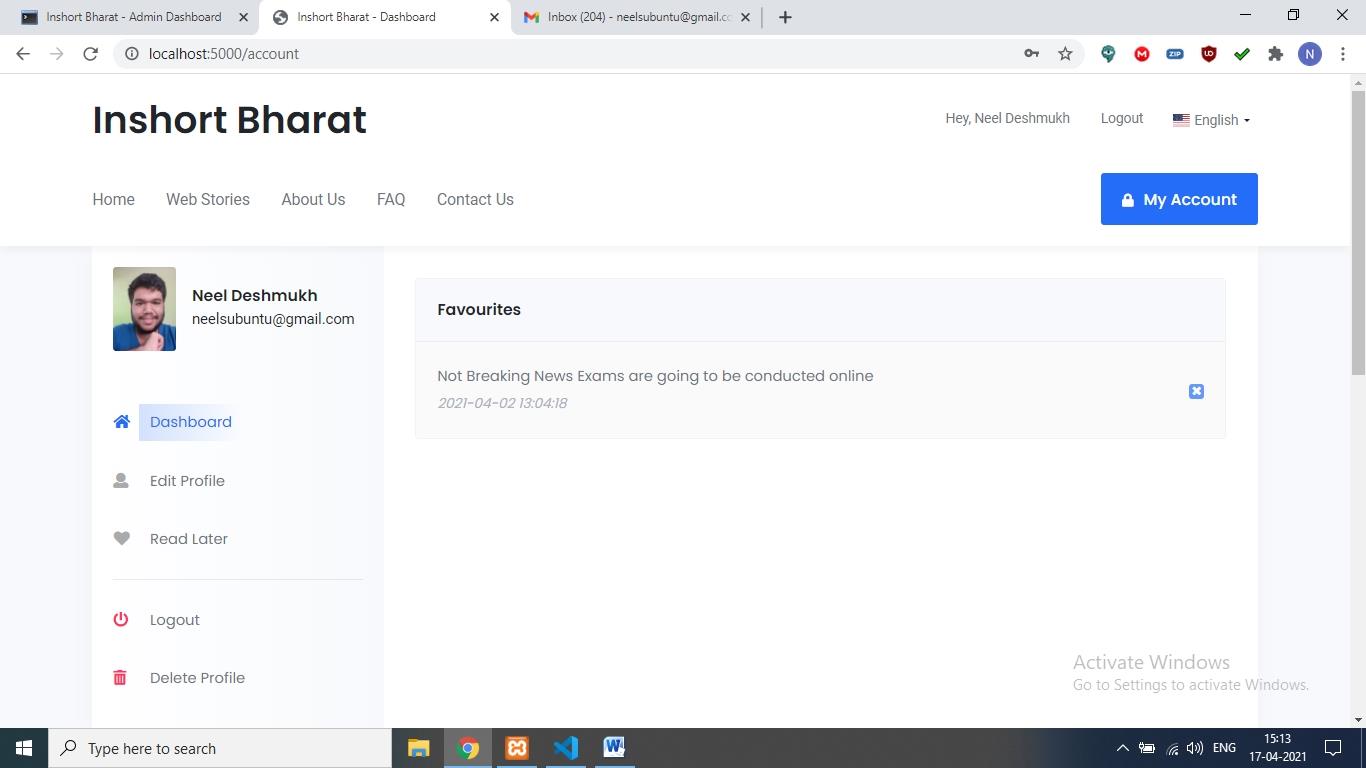 Inshort Bharat - Admin Dashboard
Inshort Bharat - Dashboard
Inbox (204) - neelsubuntu@gmail.cc
localhost:5000/account
ZIP
N
Inshort Bharat
Hey, Neel Deshmukh
Logout
English
Home
Web Stories
About Us
FAQ
Contact Us
My Account
Neel Deshmukh
neelsubuntu@gmail.com
Dashboard
Edit Profile
Read Later
Logout
Delete Profile
Favourites
Not Breaking News Exams are going to be conducted online
2021-04-02 13:04:18
Activate Windows
Go to Settings to activate Windows.
Type here to search
ENG
15:13
17-04-2021